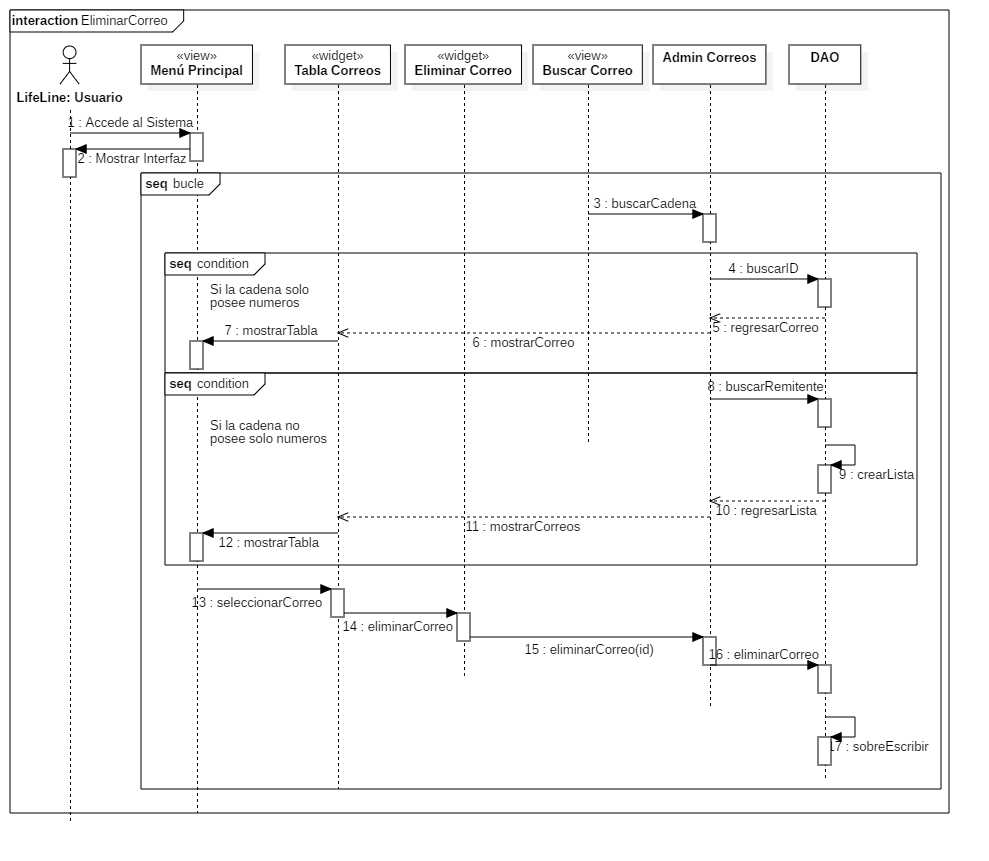 interaction EliminarCorreo
LifeLine: Usuario
«view»
Menú Principal
«widget»
Tabla Correos
«widget»
Eliminar Correo
«view»
Buscar Correo
Admin Correos
DAO
1 : Accede al Sistema
2 : Mostrar Interfaz
seq bucle
3 : buscarCadena
seq condition
4 : buscarID
Si la cadena solo
posee numeros
5 : regresarCorreo
7 : mostrarTabla
6 : mostrarCorreo
seq condition
8 : buscarRemitente
Si la cadena no
posee solo numeros
9 : crearLista
10 : regresarLista
11 : mostrarCorreos
12 : mostrarTabla
13 : seleccionarCorreo
14 : eliminarCorreo
15 : eliminarCorreo(id)
16 : eliminarCorreo
17 : sobreEscribir